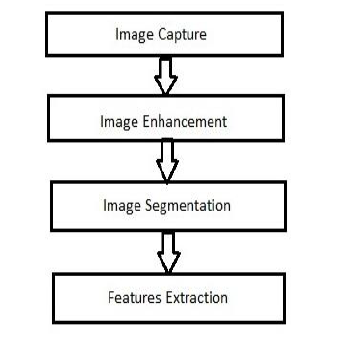 Image Capture
Image Enhancement
Image Segmentation
Features Extraction